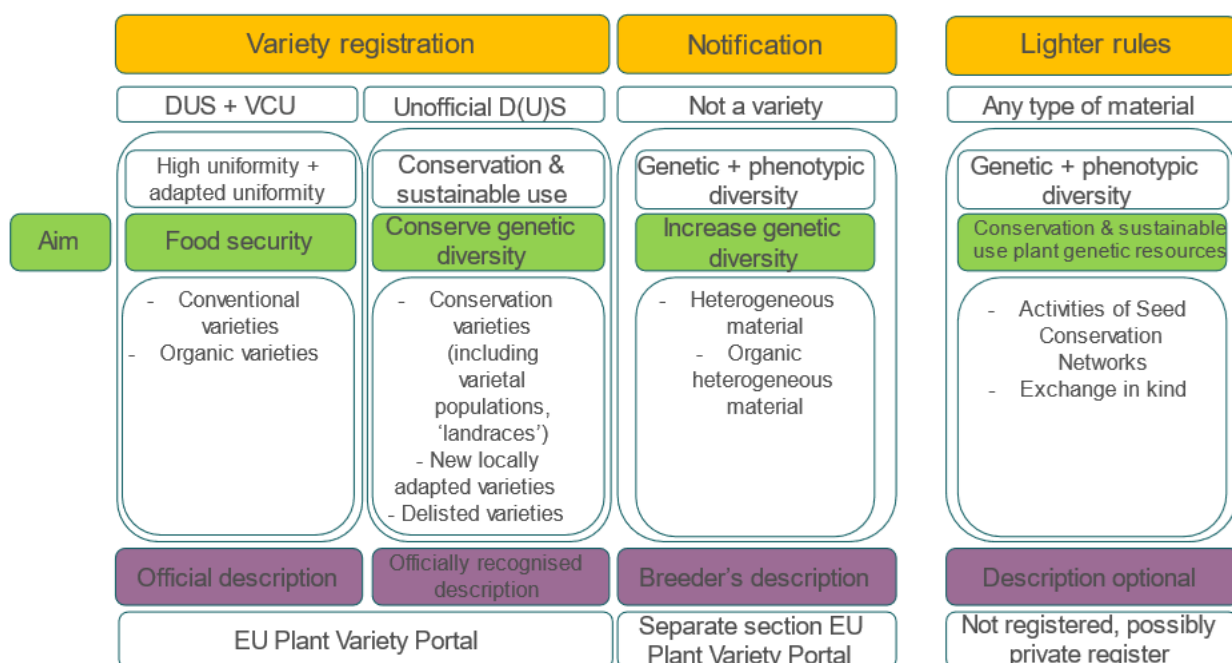 Variety registration
Notification
Lighter rules
DUS + VCU
Unofficial D(U)S
Not a variety
Any type of material
High uniformity +
adapted uniformity
Conservation &
sustainable use
Genetic + phenotypic
diversity
Genetic + phenotypic
diversity
Aim
Food security
Conserve genetic
diversity
Increase genetic
diversity
Conservation & sustainable
use plant genetic resources
- Conventional
varieties
- Organic varieties
- Conservation
varieties
(including
varietal
populations,
‘landraces’)
- New locally
adapted varieties
- Delisted varieties
- Heterogeneous
material
- Organic
heterogeneous
material
- Activities of Seed
Conservation
Networks
- Exchange in kind
Official description
Officially recognised
description
Breeder’s description
Description optional
EU Plant Variety Portal
Separate section EU
Plant Variety Portal
Not registered, possibly
private register